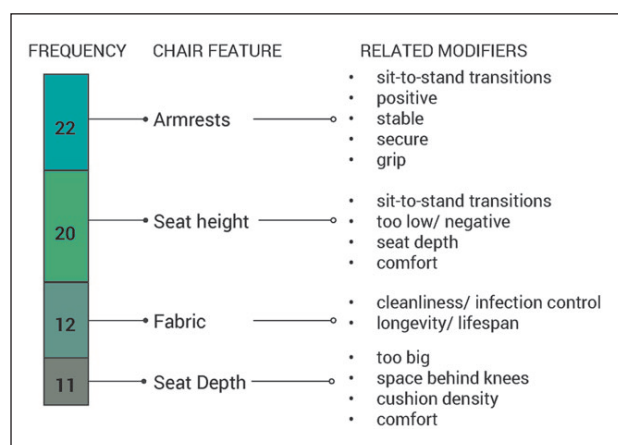 FREQUENCY CHAIR FEATURE RELATED MODIFIERS
22 Armrests
• sit-to-stand transitions
• positive
• stable
• secure
• grip
20 Seat height
• sit-to-stand transitions
• too low/ negative
• seat depth
• comfort
12 Fabric
• cleanliness/ infection control
• longevity/ lifespan
11 Seat Depth
• too big
• space behind knees
• cushion density
• comfort